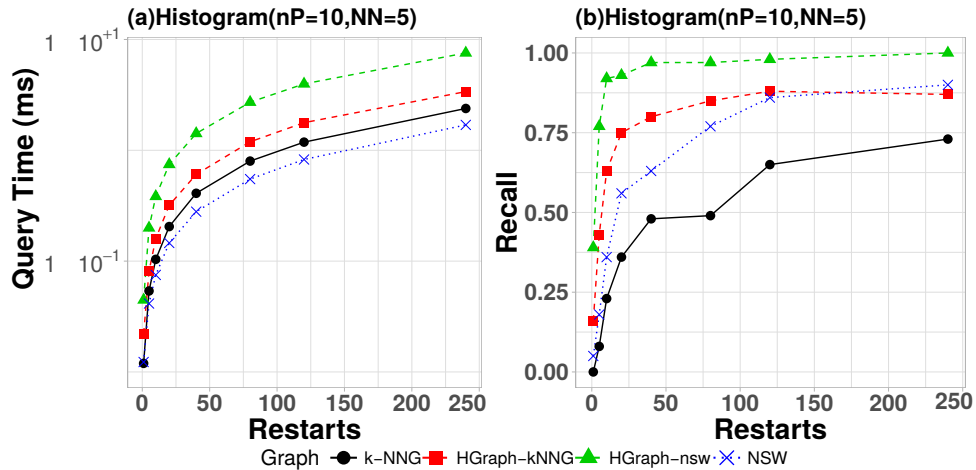 (a)Histogram(nP=10,NN=5)
Query Time (ms)
1 10+1
1 10−1
0 50 100 150 200 250
Restarts
(b)Histogram(nP=10,NN=5)
Recall
1.00
0.75
0.50
0.25
0.00
0 50 100 150 200 250
Restarts
Graph k−NNG HGraph−kNNG HGraph−nsw NSW